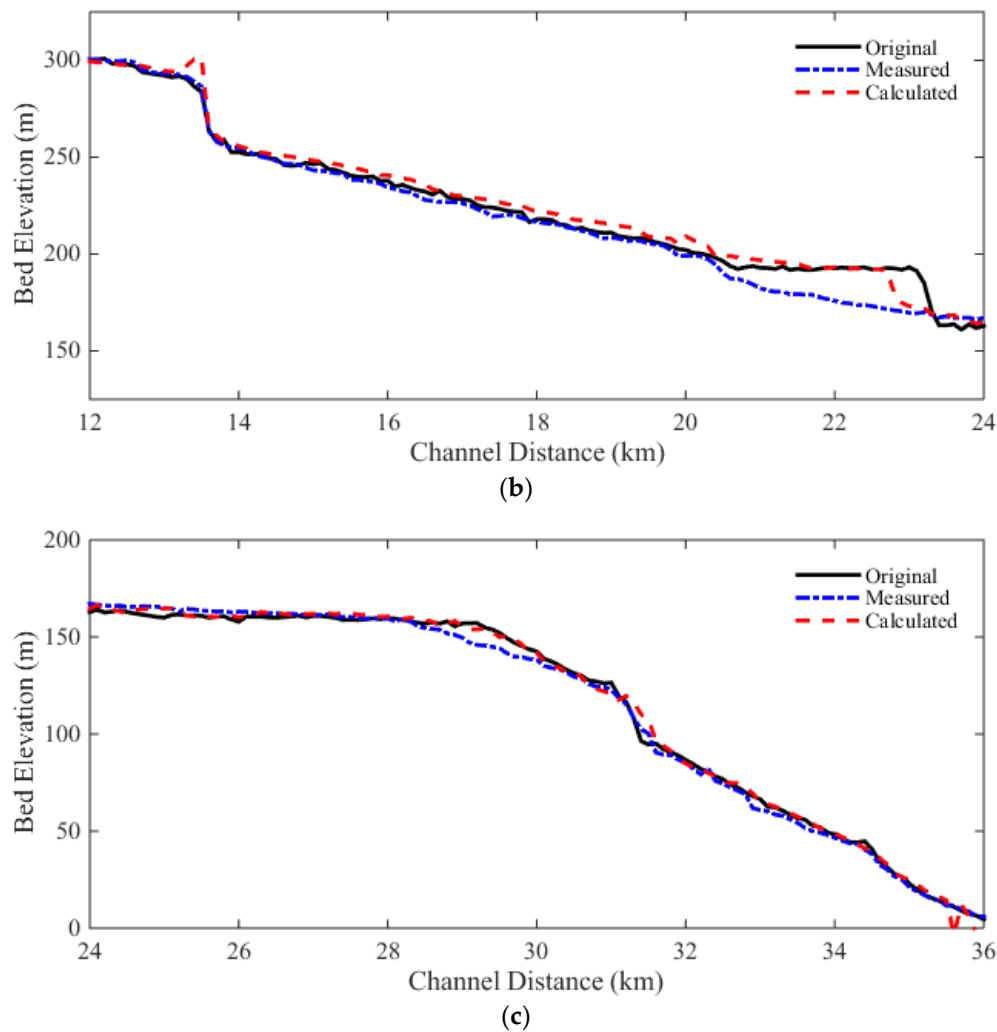 300
250
200
150
Bed Elevation (m)
Original
Measured
Calculated
12 14 16 18 20 22 24
Channel Distance (km)
(b)
200
150
100
50
0
Bed Elevation (m)
Original
Measured
Calculated
24 26 28 30 32 34 36
Channel Distance (km)
(c)